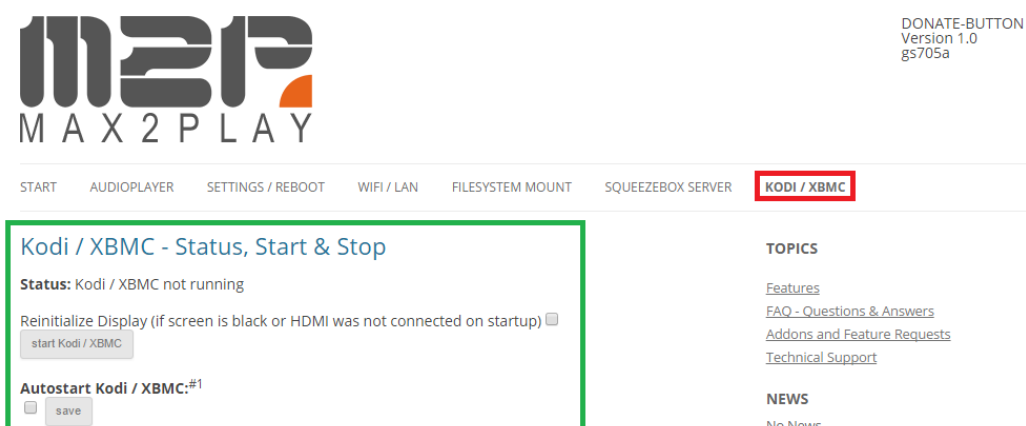 M2P
MAX2PLAY
DONATE-BUTTON
Version 1.0
gs705a
START AUDIOPLAYER SETTINGS / REBOOT WIFI / LAN FILESYSTEM MOUNT SQUEEZEBOX SERVER KODI / XBMC
Kodi / XBMC - Status, Start & Stop
Status: Kodi / XBMC not running
Reinitialize Display (if screen is black or HDMI was not connected on startup)
start Kodi / XBMC
Autostart Kodi / XBMC:#1
save
TOPICS
Features
FAQ - Questions & Answers
Addons and Feature Requests
Technical Support
NEWS
No News